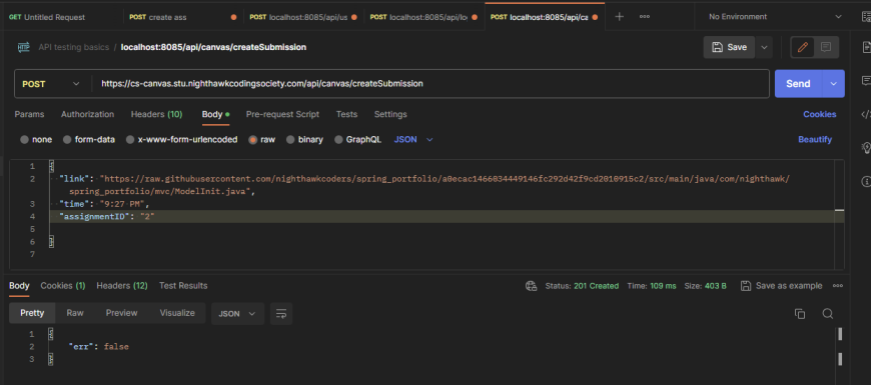 GET Untitled Request
POST create ass
POST localhost:8085/api/us
POST localhost:8085/api/lo
POST localhost:8085/api/ca
No Environment
API testing basics / localhost:8085/api/canvas/createSubmission
Save
POST https://cs-canvas.stu.nighthawkcodingsociety.com/api/canvas/createSubmission
Send
Params Authorization Headers (10) Body Pre-request Script Tests Settings Cookies
none form-data x-www-form-urlencoded raw binary GraphQL JSON Beautify
1 {
2 "link": "https://raw.githubusercontent.com/nighthawkcoders/spring_portfolio/a0ecac1466034449146fc292d42f9cd2010915c2/src/main/java/com/nighthawk/
spring_portfolio/mvc/ModelInit.java",
3 "time": "9:27 PM",
4 "assignmentID": "2"
5
6 }
7
Body Cookies (1) Headers (12) Test Results Status: 201 Created Time: 109 ms Size: 403 B Save as example
Pretty Raw Preview Visualize JSON
1 {
2 "err": false
3 }